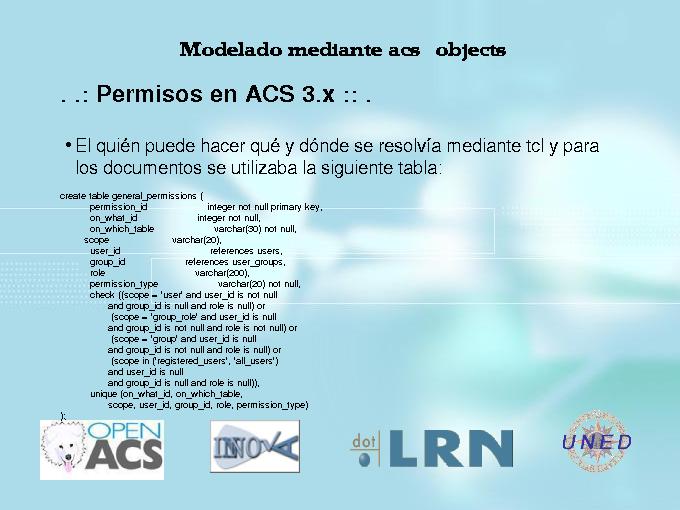 Modelado mediante acs objects
. .: Permisos en ACS 3.x :: .
• El quién puede hacer qué y dónde se resolvía mediante tcl y para
los documentos se utilizaba la siguiente tabla:
create table general_permissions (
permission_id integer not null primary key,
on_what_id integer not null,
on_which_table varchar(30) not null,
scope varchar(20),
user_id references users,
group_id references user_groups,
role varchar(200),
permission_type varchar(20) not null,
check ((scope = 'user' and user_id is not null
and group_id is null and role is null) or
(scope = 'group_role' and user_id is null
and group_id is not null and role is not null) or
(scope = 'group' and user_id is null
and group_id is not null and role is null) or
(scope in ('registered_users', 'all_users')
and user_id is null
and group_id is null and role is null)),
unique (on_what_id, on_which_table,
scope, user_id, group_id, role, permission_type)
);
OPEN
ACS
INNOVA
dot
LRN
UNED